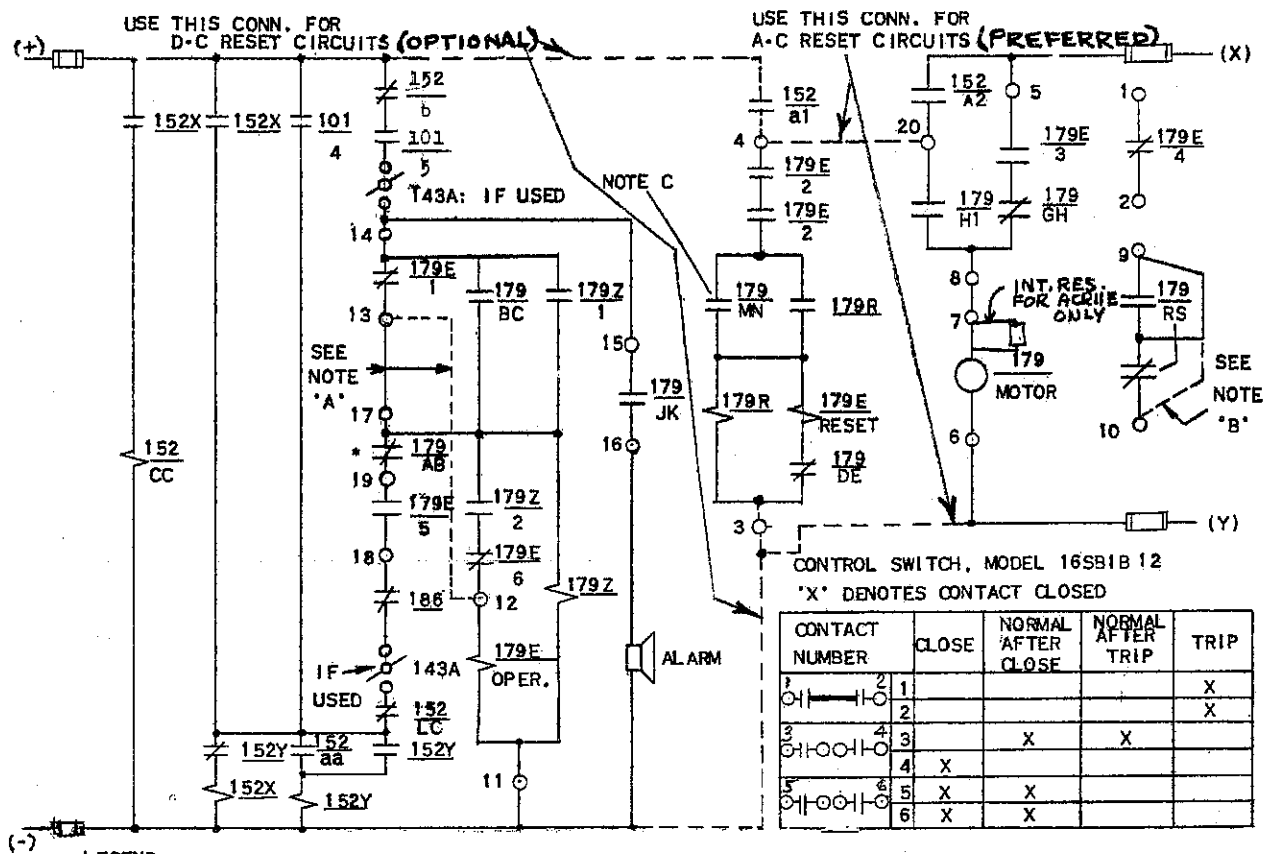 USE THIS CONN. FOR
D-C RESET CIRCUITS (OPTIONAL)
USE THIS CONN. FOR
A-C RESET CIRCUITS (PREFERRED)
(+)
(X)
152X
152X
101
4
152
b
101
5
143A: IF USED
14
179E
1
13
SEE
NOTE
"A"
17
* 179
AB
19
179E
5
18
186
IF
USED
143A
152
LC
152Y
152
aa
152Y
152X
152Y
152
CC
179
BC
179Z
1
179Z
2
179E
6
12
179E
OPER.
179Z
11
15
179
JK
16
ALARM
NOTE C
152
a1
4
179E
2
179E
2
179
MN
179R
179R
179E
RESET
179
DE
3
152
A2
20
5
179E
3
179
H1
179
GH
8
7
INT. RES.
FOR ACRIIE
ONLY
179
MOTOR
6
1
179E
4
2
9
179
RS
10
SEE
NOTE
"B"
(Y)
(-)
CONTROL SWITCH, MODEL 16SB1B 12
"X" DENOTES CONTACT CLOSED
CONTACT NUMBER CLOSE NORMAL AFTER CLOSE NORMAL AFTER TRIP TRIP
1 2 1 X
2 X
3 4 3 X X
4 X
5 6 5 X X
6 X X
LEGEND